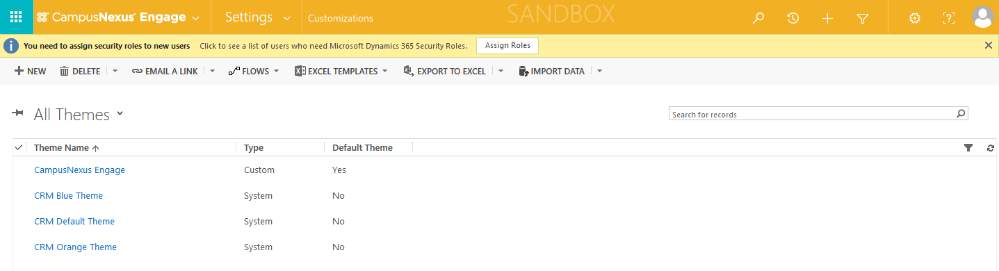 CampusNexus® Engage Settings Customizations SANDBOX
You need to assign security roles to new users Click to see a list of users who need Microsoft Dynamics 365 Security Roles. Assign Roles
NEW DELETE EMAIL A LINK FLOWS EXCEL TEMPLATES EXPORT TO EXCEL IMPORT DATA
All Themes Search for records
Theme Name Type Default Theme
CampusNexus Engage Custom Yes
CRM Blue Theme System No
CRM Default Theme System No
CRM Orange Theme System No